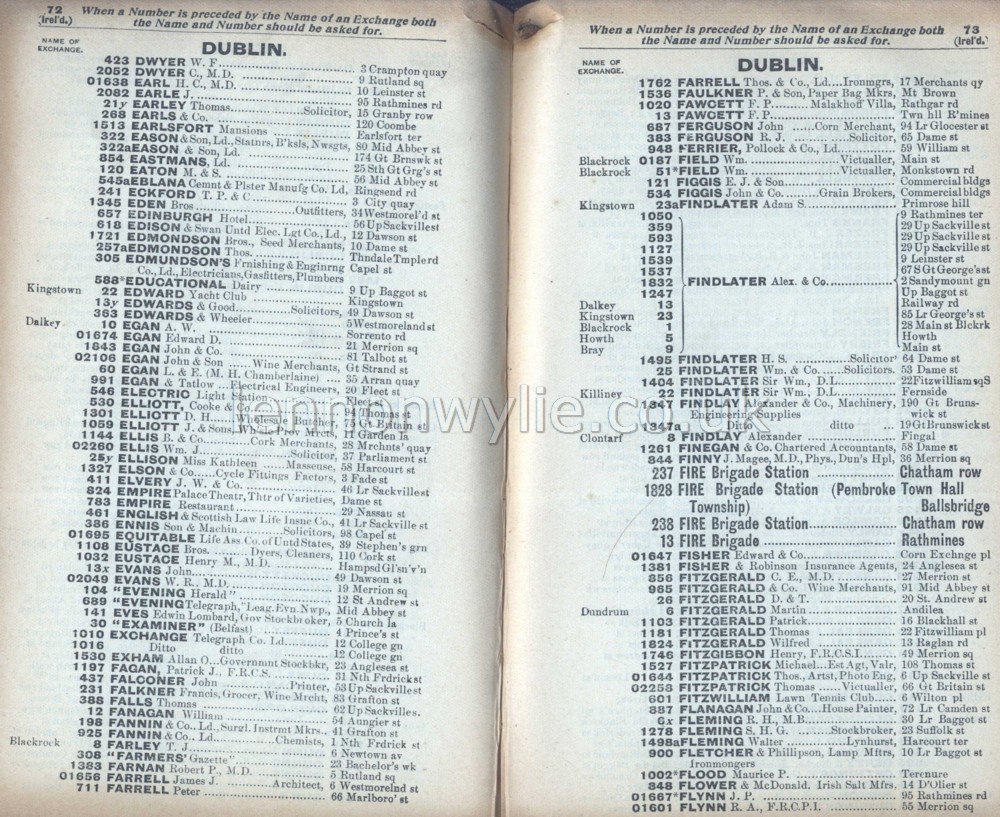 72
(Irel'd.)
When a Number is preceded by the Name of an Exchange both
the Name and Number should be asked for.
NAME OF
EXCHANGE.
DUBLIN.
423 DWYER W. F. 3 Crampton quay
2052 DWYER C., M.D. 9 Rutland sq
01638 EARL H. C., M.D. 10 Leinster st
2082 EARLE J. 95 Rathmines rd
21y EARLEY Thomas Solicitor, 15 Granby row
268 EARLS & Co. 120 Coombe
1513 EARLSFORT Mansions Earlsfort ter
322 EASON & Son, Ld., Statnrs, B'ksls, Nwsgts, 80 Mid Abbey st
322a EASON & Son, Ld. 174 Gt Brnswk st
854 EASTMANS, Ld. 25 Sth Gt Grg's st
120 EATON M. & S. 56 Mid Abbey st
545a EBLANA Cemnt & Plster Manufg Co. Ld, Ringsend rd
241 ECKFORD T. P. & C 3 City quay
1345 EDEN Bros Outfitters, 34 Westmorel'd st
657 EDINBURGH Hotel 56 Up Sackville st
618 EDISON & Swan Untd Elec. Lgt Co., Ld., 12 Dawson st
1721 EDMONDSON Bros., Seed Merchants, 10 Dame st
257a EDMONDSON Thos. Thndale Tmple rd
305 EDMUNDSON'S Frnishing & Enginrng Capel st
Co., Ld., Electricians, Gasfitters, Plumbers
588* EDUCATIONAL Dairy 9 Up Baggot st
Kingstown 22 EDWARD Yacht Club Kingstown
13y EDWARDS & Good Solicitors, 49 Dawson st
363 EDWARDS & Wheeler 5 Westmoreland st
Dalkey 10 EGAN A. W. Sorrento rd
01674 EGAN Edward D. 21 Merrion sq
1843 EGAN John & Co. 81 Talbot st
02106 EGAN John & Son Wine Merchants, Gt Strand st
60 EGAN L. & E. (M. H. Chamberlaine) 35 Arran quay
991 EGAN & Tatlow Electrical Engineers, 20 Fleet st
546 ELECTRIC Light Station Fleet st
530 ELLIOTT, Cooke & Co. 94 Thomas st
1301 ELLIOTT D. H. Wholesale Butcher, 75 Gt Britain st
1059 ELLIOTT J. & Sons, Whsle Prov Mrcts, 11 Garden la
1144 ELLIS B. & Co. Cork Merchants, 28 Mrchnts' quay
02260 ELLIS Wm. J. Solicitor, 37 Parliament st
25y ELLISON Miss Kathleen Masseuse, 58 Harcourt st
1327 ELSON & Co. Cycle Fittings Factors, 3 Fade st
411 ELVERY J. W. & Co. 46 Lr Sackville st
824 EMPIRE Palace Theatr, Thtr of Varieties, Dame st
783 EMPIRE Restaurant 29 Nassau st
461 ENGLISH & Scottish Law Life Insnc Co., 41 Lr Sackville st
386 ENNIS Son & Machin Solicitors, 98 Capel st
01695 EQUITABLE Life Ass Co. of Untd States, 39 Stephen's grn
1108 EUSTACE Bros. Dyers, Cleaners, 110 Cork st
1032 EUSTACE Henry M., M.D. Hampsd Gl'sn'v'n
13x EVANS John 49 Dawson st
02049 EVANS W. R., M.D. 19 Merrion sq
104 "EVENING Herald" 12 St Andrew st
689 "EVENING Telegraph," Leag. Evn. Nwp., Mid Abbey st
141 EVES Edwin Lombard, Gov Stockbroker, 5 Church la
30 "EXAMINER" (Belfast) 4 Prince's st
1010 EXCHANGE Telegraph Co. Ld. 12 College gn
1016 Ditto ditto 12 College gn
1530 EXHAM Allan O. Governmnt Stockbkr, 23 Anglesea st
1197 FAGAN, Patrick J., F.R.C.S. 31 Nth Frdrick st
437 FALCONER John Printer, 53 Up Sackville st
231 FALKNER Francis, Grocer, Wine Mrcht, 83 Grafton st
388 FALLS Thomas 62 Up Sackville s.
12 FANAGAN William 54 Aungier st
198 FANNIN & Co., Ld., Surgl. Instrmt Mkrs. 41 Grafton st
925 FANNIN & Co., Ld. Chemists, 1 Nth Frdrick st
Blackrock 8 FARLEY T. J. 6 Newtown av
308 "FARMERS' Gazette" 23 Bachelor's wk
1383 FARNAN Robert P., M.D. 5 Rutland sq
01656 FARRELL James J. Architect, 6 Westmorelnd st
711 FARRELL Peter 66 Marlboro' st
When a Number is preceded by the Name of an Exchange both
the Name and Number should be asked for.
73
(Irel'd.)
NAME OF
EXCHANGE.
DUBLIN.
1762 FARRELL Thos. & Co., Ld....Ironmgrs, 17 Merchants qy
1536 FAULKNER P. & Son, Paper Bag Mkrs, Mt Brown
1020 FAWCETT F. P. Malakhoff Villa, Rathgar rd
13 FAWCETT F. P. Twn hll R'mines
687 FERGUSON John Corn Merchant, 94 Lr Glocester st
383 FERGUSON R. J. Solicitor, 65 Dame st
948 FERRIER, Pollock & Co., Ld. 59 William st
Blackrock 0187 FIELD Wm. Victualler, Main st
Blackrock 51* FIELD Wm. Victualler, Monkstown rd
121 FIGGIS E. J. & Son Commercial bldgs
534 FIGGIS John & Co. Grain Brokers, Commercial bldgs
Kingstown 23a FINDLATER Adam S. Primrose hill
1050 9 Rathmines ter
359 29 Up Sackville st
593 29 Up Sackville st
1127 29 Up Sackville st
1539 9 Leinster st
1537 67 S Gt George's st
1832 FINDLATER Alex. & Co. 2 Sandymount gn
1247 Up Baggot st
Dalkey 13 Railway rd
Kingstown 23 85 Lr George's st
Blackrock 1 28 Main st Blckrk
Howth 5 Howth
Bray 9 Main st
1495 FINDLATER H. S. Solicitor 64 Dame st
25 FINDLATER Wm. & Co. Solicitors. 53 Dame st
1404 FINDLATER Sir Wm., D.L. 22 Fitzwilliam sq S
Killiney 22 FINDLATER Sir Wm., D.L. Fernside
1347 FINDLAY Alexander & Co., Machinery, 190 Gt Bruns-
Engineering Supplies wick st
1347a Ditto ditto 19 Gt Brunswick st
Clontarf 8 FINDLAY Alexander Fingal
1261 FINEGAN & Co. Chartered Accountants, 58 Dame st
844 FINNY J. Magee, M.D., Phys., Dun's Hpl, 36 Merrion sq
237 FIRE Brigade Station Chatham row
1828 FIRE Brigade Station (Pembroke Town Hall
Township) Ballsbridge
238 FIRE Brigade Station Chatham row
13 FIRE Brigade Rathmines
01647 FISHER Edward & Co. Corn Exchnge pl
1381 FISHER & Robinson Insurance Agents, 24 Anglesea st
856 FITZGERALD C. E., M.D. 27 Merrion st
965 FITZGERALD & Co. Wine Merchants, 91 Mid Abbey st
26 FITZGERALD D. & T. 20 St. Andrew st
Dundrum 6 FITZGERALD Martin Andilea
1103 FITZGERALD Patrick 16 Blackhall st
1181 FITZGERALD Thomas 22 Fitzwilliam pl
1824 FITZGERALD Wilfred 13 Raglan rd
1746 FITZGIBBON Henry, F.R.C.S.I. 49 Merrion sq
1527 FITZPATRICK Michael...Est Agt, Valr, 108 Thomas st
01644 FITZPATRICK Thos., Artst, Photo Eng, 6 Up Sackville st
02258 FITZPATRICK Thomas Victualler, 66 Gt Britain st
601 FITZWILLIAM Lawn Tennis Club 6 Wilton pl
387 FLANAGAN John & Co. House Painter, 72 Lr Camden st
6x FLEMING R. H., M.B. 30 Lr Baggot st
1278 FLEMING S. H. G. Stockbroker, 23 Suffolk st
1498a FLEMING Walter Lynhurst, Harcourt ter
900 FLETCHER & Phillipson, Lamp Mftrs, 10 Lr Baggot st
Ironmongers
1002* FLOOD Maurice P. Terenure
848 FLOWER & McDonald. Irish Salt Mfrs. 14 D'Olier st
01667* FLYNN J. P. 95 Rathmines rd
01601 FLYNN R. A., F.R.C.P.I. 55 Merrion sq
lennonwylie.co.uk